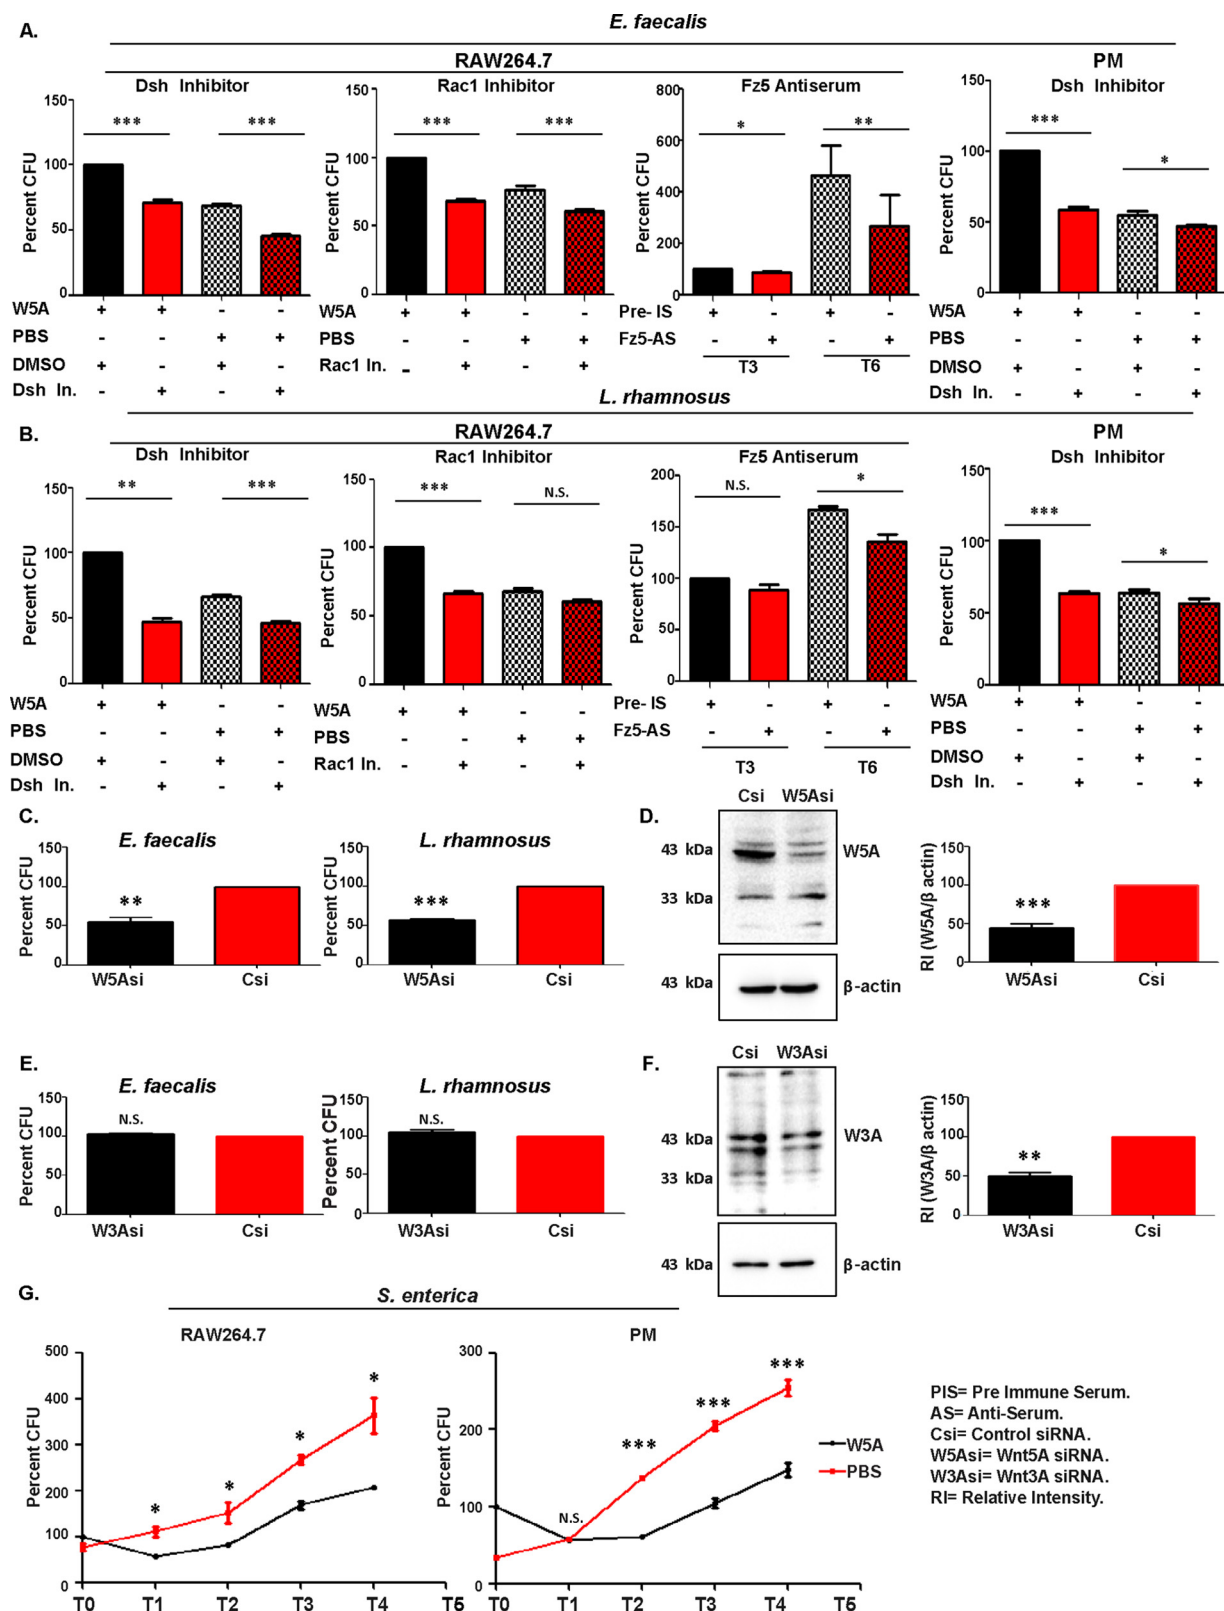 A.
E. faecalis
RAW264.7
PM
Dsh Inhibitor
Rac1 Inhibitor
Fz5 Antiserum
Dsh Inhibitor
Percent CFU
150
100
50
0
*** ***
Percent CFU
150
100
50
0
*** ***
Percent CFU
800
600
400
200
0
* **
Percent CFU
150
100
50
0
*** *
W5A + + - -
PBS - - + +
DMSO + - + -
Dsh In. - + - +
W5A + + - -
PBS - - + +
Rac1 In. - + - +
Pre- IS + - + -
Fz5-AS - + - +
T3 T6
W5A + + - -
PBS - - + +
DMSO + - + -
Dsh In. - + - +
L. rhamnosus
B.
RAW264.7
PM
Dsh Inhibitor
Rac1 Inhibitor
Fz5 Antiserum
Dsh Inhibitor
Percent CFU
150
100
50
0
** ***
Percent CFU
150
100
50
0
*** N.S.
Percent CFU
200
150
100
50
0
N.S. *
Percent CFU
150
100
50
0
*** *
W5A + + - -
PBS - - + +
DMSO + - + -
Dsh In. - + - +
W5A + + - -
PBS - - + +
Rac1 In. - + - +
Pre- IS + - + -
Fz5-AS - + - +
T3 T6
W5A + + - -
PBS - - + +
DMSO + - + -
Dsh In. - + - +
C.
E. faecalis
Percent CFU
150
100
50
0
**
W5Asi Csi
L. rhamnosus
Percent CFU
150
100
50
0
***
W5Asi Csi
D.
Csi W5Asi
43 kDa
W5A
33 kDa
43 kDa
β-actin
RI (W5A/β actin)
150
100
50
0
***
W5Asi Csi
E.
E. faecalis
Percent CFU
150
100
50
0
N.S.
W3Asi Csi
L. rhamnosus
Percent CFU
150
100
50
0
N.S.
W3Asi Csi
F.
Csi W3Asi
43 kDa
W3A
33 kDa
43 kDa
β-actin
RI (W3A/β actin)
150
100
50
0
**
W3Asi Csi
G.
S. enterica
RAW264.7
Percent CFU
500
400
300
200
100
0
* * * *
T0 T1 T2 T3 T4 T5
PM
Percent CFU
300
200
100
0
N.S. *** *** ***
T0 T1 T2 T3 T4 T5
W5A
PBS
PIS= Pre Immune Serum.
AS= Anti-Serum.
Csi= Control siRNA.
W5Asi= Wnt5A siRNA.
W3Asi= Wnt3A siRNA.
RI= Relative Intensity.